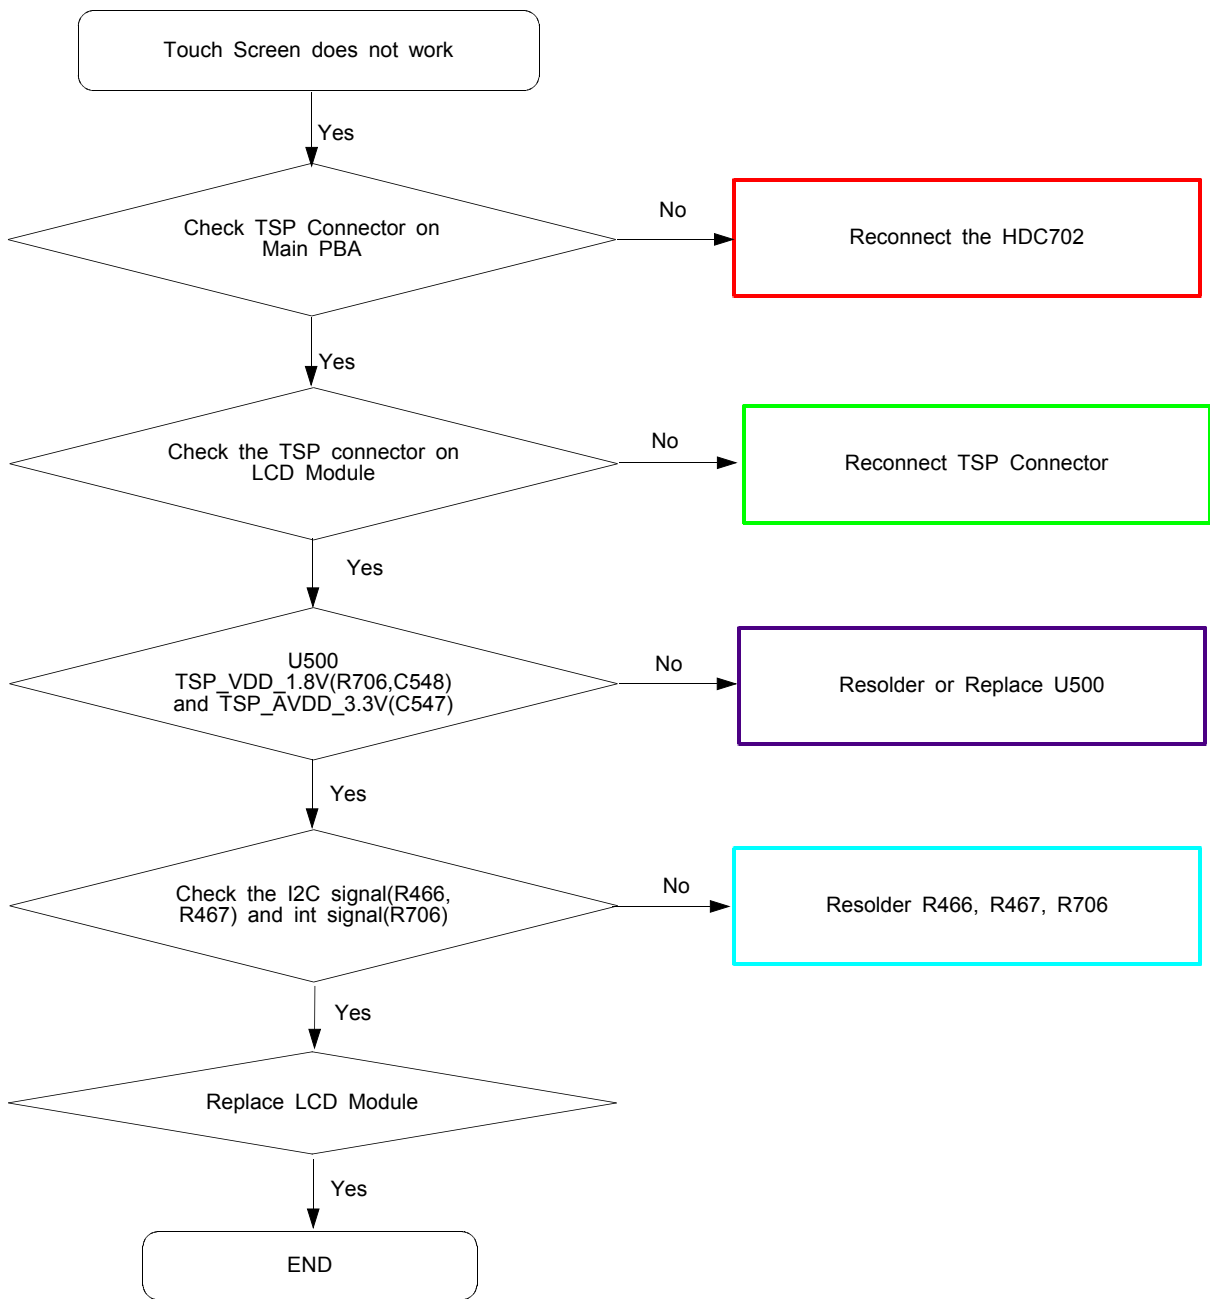 Touch Screen does not work
Yes
Check TSP Connector on
Main PBA
No
Reconnect the HDC702
Yes
Check the TSP connector on
LCD Module
No
Reconnect TSP Connector
Yes
U500
TSP_VDD_1.8V(R706,C548)
and TSP_AVDD_3.3V(C547)
No
Resolder or Replace U500
Yes
Check the I2C signal(R466,
R467) and int signal(R706)
No
Resolder R466, R467, R706
Yes
Replace LCD Module
Yes
END